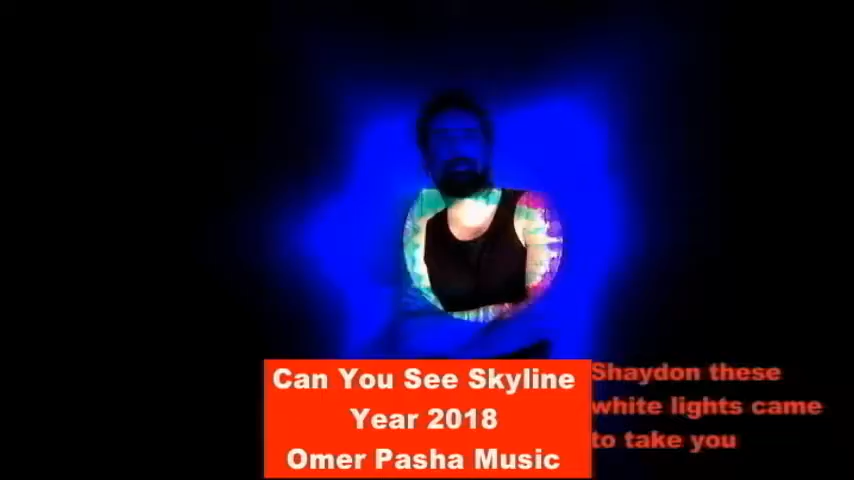 Can You See Skyline
Year 2018
Omer Pasha Music
Shaydon these
white lights came
to take you